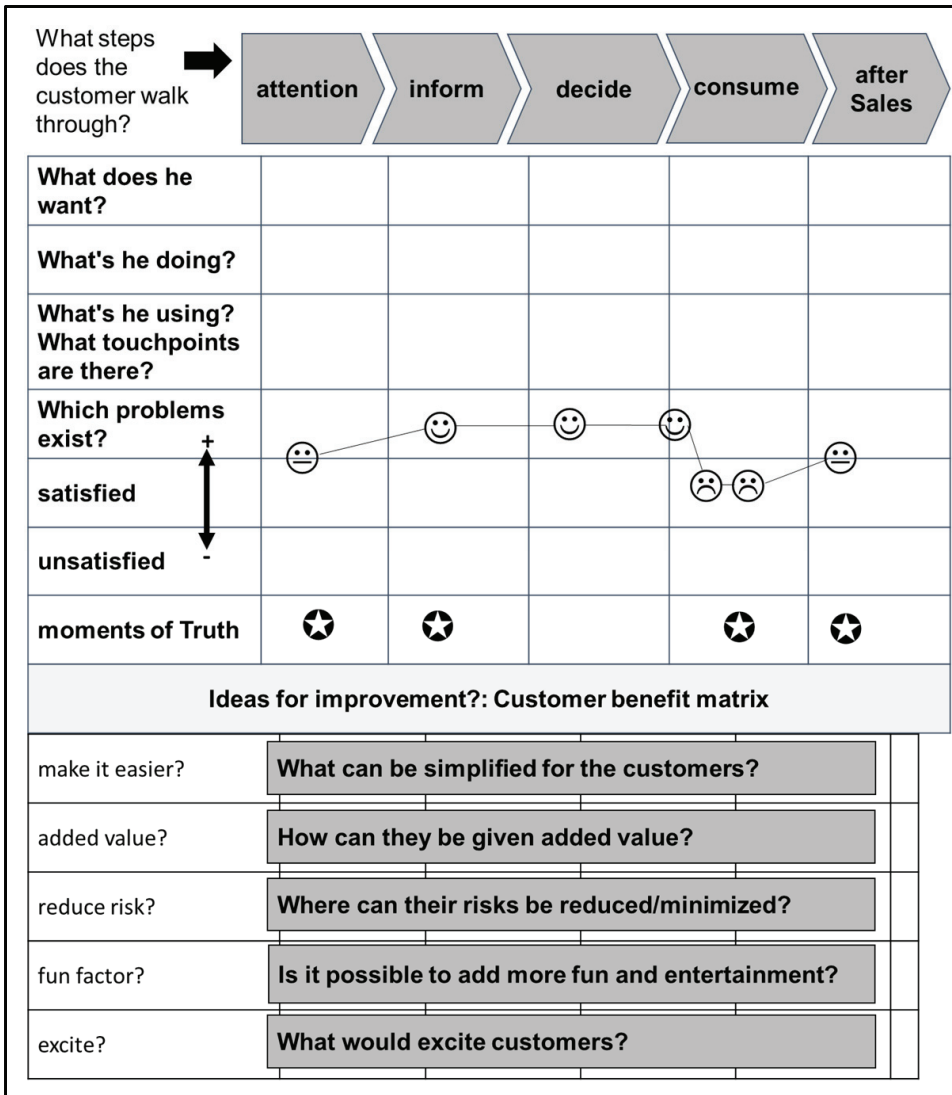 What steps
does the
customer walk
through?
attention
inform
decide
consume
after
Sales
What does he
want?
What's he doing?
What's he using?
What touchpoints
are there?
Which problems
exist?
+
satisfied
-
unsatisfied
moments of Truth
Ideas for improvement?: Customer benefit matrix
make it easier?
What can be simplified for the customers?
added value?
How can they be given added value?
reduce risk?
Where can their risks be reduced/minimized?
fun factor?
Is it possible to add more fun and entertainment?
excite?
What would excite customers?